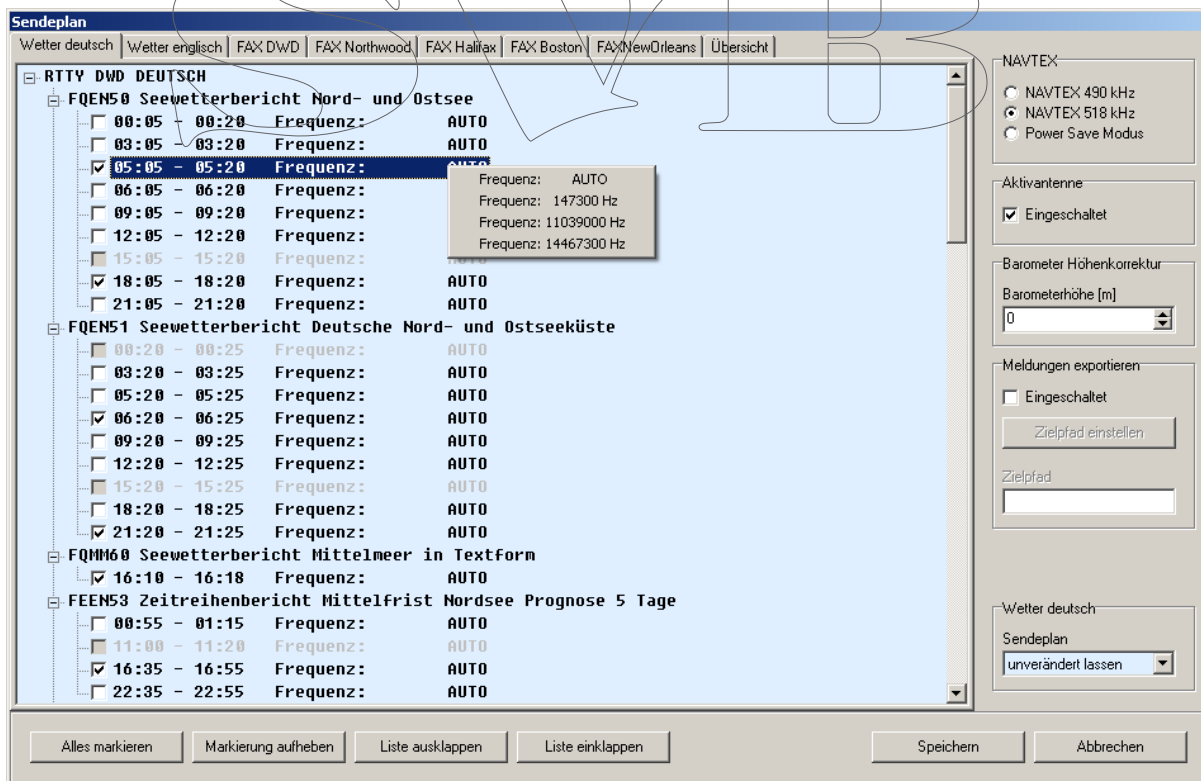 Sendeplan
Wetter deutsch Wetter englisch FAX DWD FAX Northwood FAX Halifax FAX Boston FAXNewOrleans Übersicht
RTTY DWD DEUTSCH
FQEN50 Seewetterbericht Nord- und Ostsee
00:05 - 00:20 Frequenz: AUTO
03:05 - 03:20 Frequenz: AUTO
05:05 - 05:20 Frequenz: AUTO
06:05 - 06:20 Frequenz:
09:05 - 09:20 Frequenz:
12:05 - 12:20 Frequenz:
15:05 - 15:20 Frequenz: AUTO
18:05 - 18:20 Frequenz: AUTO
21:05 - 21:20 Frequenz: AUTO
Frequenz: AUTO
Frequenz: 147300 Hz
Frequenz: 11039000 Hz
Frequenz: 14467300 Hz
FQEN51 Seewetterbericht Deutsche Nord- und Ostseeküste
00:20 - 00:25 Frequenz: AUTO
03:20 - 03:25 Frequenz: AUTO
05:20 - 05:25 Frequenz: AUTO
06:20 - 06:25 Frequenz: AUTO
09:20 - 09:25 Frequenz: AUTO
12:20 - 12:25 Frequenz: AUTO
15:20 - 15:25 Frequenz: AUTO
18:20 - 18:25 Frequenz: AUTO
21:20 - 21:25 Frequenz: AUTO
FQMM60 Seewetterbericht Mittelmeer in Textform
16:10 - 16:18 Frequenz: AUTO
FEEN53 Zeitreihenbericht Mittelfrist Nordsee Prognose 5 Tage
00:55 - 01:15 Frequenz: AUTO
11:00 - 11:20 Frequenz: AUTO
16:35 - 16:55 Frequenz: AUTO
22:35 - 22:55 Frequenz: AUTO
NAVTEX
NAVTEX 490 kHz
NAVTEX 518 kHz
Power Save Modus
Aktivantenne
Eingeschaltet
Barometer Höhenkorrektur
Barometerhöhe [m]
0
Meldungen exportieren
Eingeschaltet
Zielpfad einstellen
Zielpfad
Wetter deutsch
Sendeplan
unverändert lassen
Alles markieren Markierung aufheben Liste ausklappen Liste einklappen Speichern Abbrechen